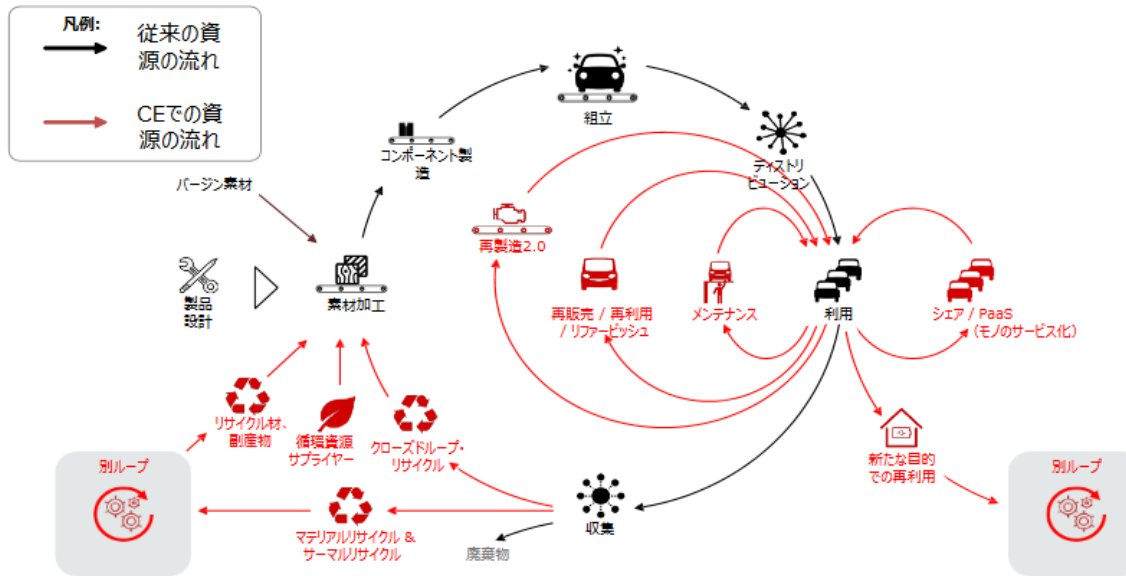 凡例:
従来の資
源の流れ
CEでの資
源の流れ
組立
コンポーネント製
造
ディストリ
ビューション
バージン素材
再製造2.0
製品
設計
素材加工
再販売 / 再利用
/ リファービッシュ
メンテナンス
利用
シェア / PaaS
（モノのサービス化）
リサイクル材、
副産物
循環資源
サプライヤー
クローズドループ・
リサイクル
新たな目的
での再利用
別ループ
別ループ
マテリアルリサイクル &
サーマルリサイクル
収集
廃棄物